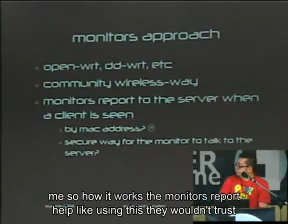 monitors approach
open-wrt, dd-wrt, etc
community wireless-way
monitors report to the server when
a client is seen
by mac address?
secure way for the monitor to talk to the
server?
me so how it works the monitors report
help like using this they wouldn't trust